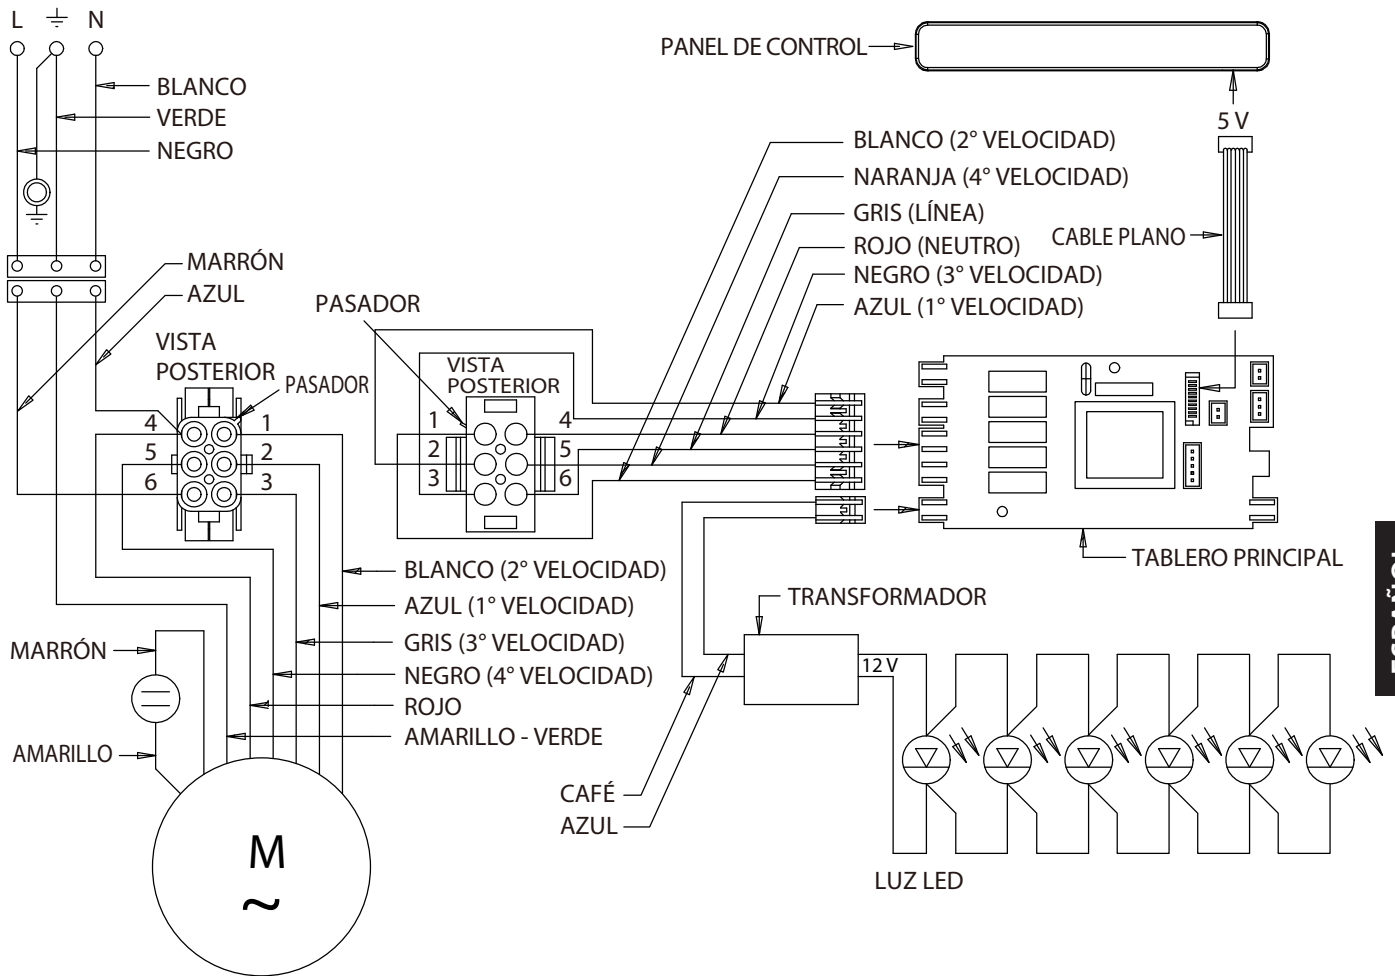 L
N
BLANCO
VERDE
NEGRO
MARRÓN
AZUL
VISTA
POSTERIOR
PASADOR
4
5
6
1
2
3
PASADOR
VISTA
POSTERIOR
1
2
3
4
5
6
PANEL DE CONTROL
5 V
CABLE PLANO
BLANCO (2° VELOCIDAD)
NARANJA (4° VELOCIDAD)
GRIS (LÍNEA)
ROJO (NEUTRO)
NEGRO (3° VELOCIDAD)
AZUL (1° VELOCIDAD)
TABLERO PRINCIPAL
BLANCO (2° VELOCIDAD)
AZUL (1° VELOCIDAD)
GRIS (3° VELOCIDAD)
NEGRO (4° VELOCIDAD)
ROJO
AMARILLO - VERDE
MARRÓN
AMARILLO
M
~
TRANSFORMADOR
12 V
CAFÉ
AZUL
LUZ LED
ESPAÑOL